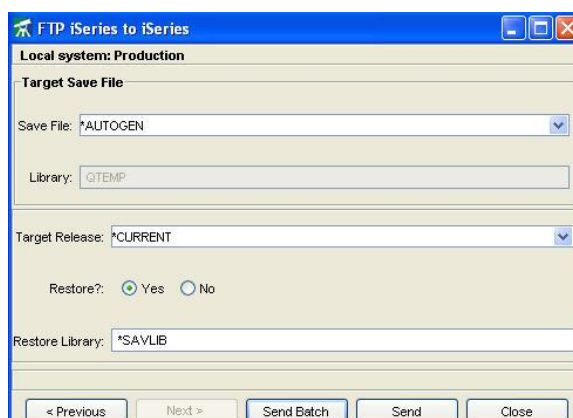 FTP iSeries to iSeries
Local system: Production
Target Save File
Save File: *AUTOGEN
Library: QTEMP
Target Release: *CURRENT
Restore?: Yes No
Restore Library: *SAVLIB
< Previous Next > Send Batch Send Close